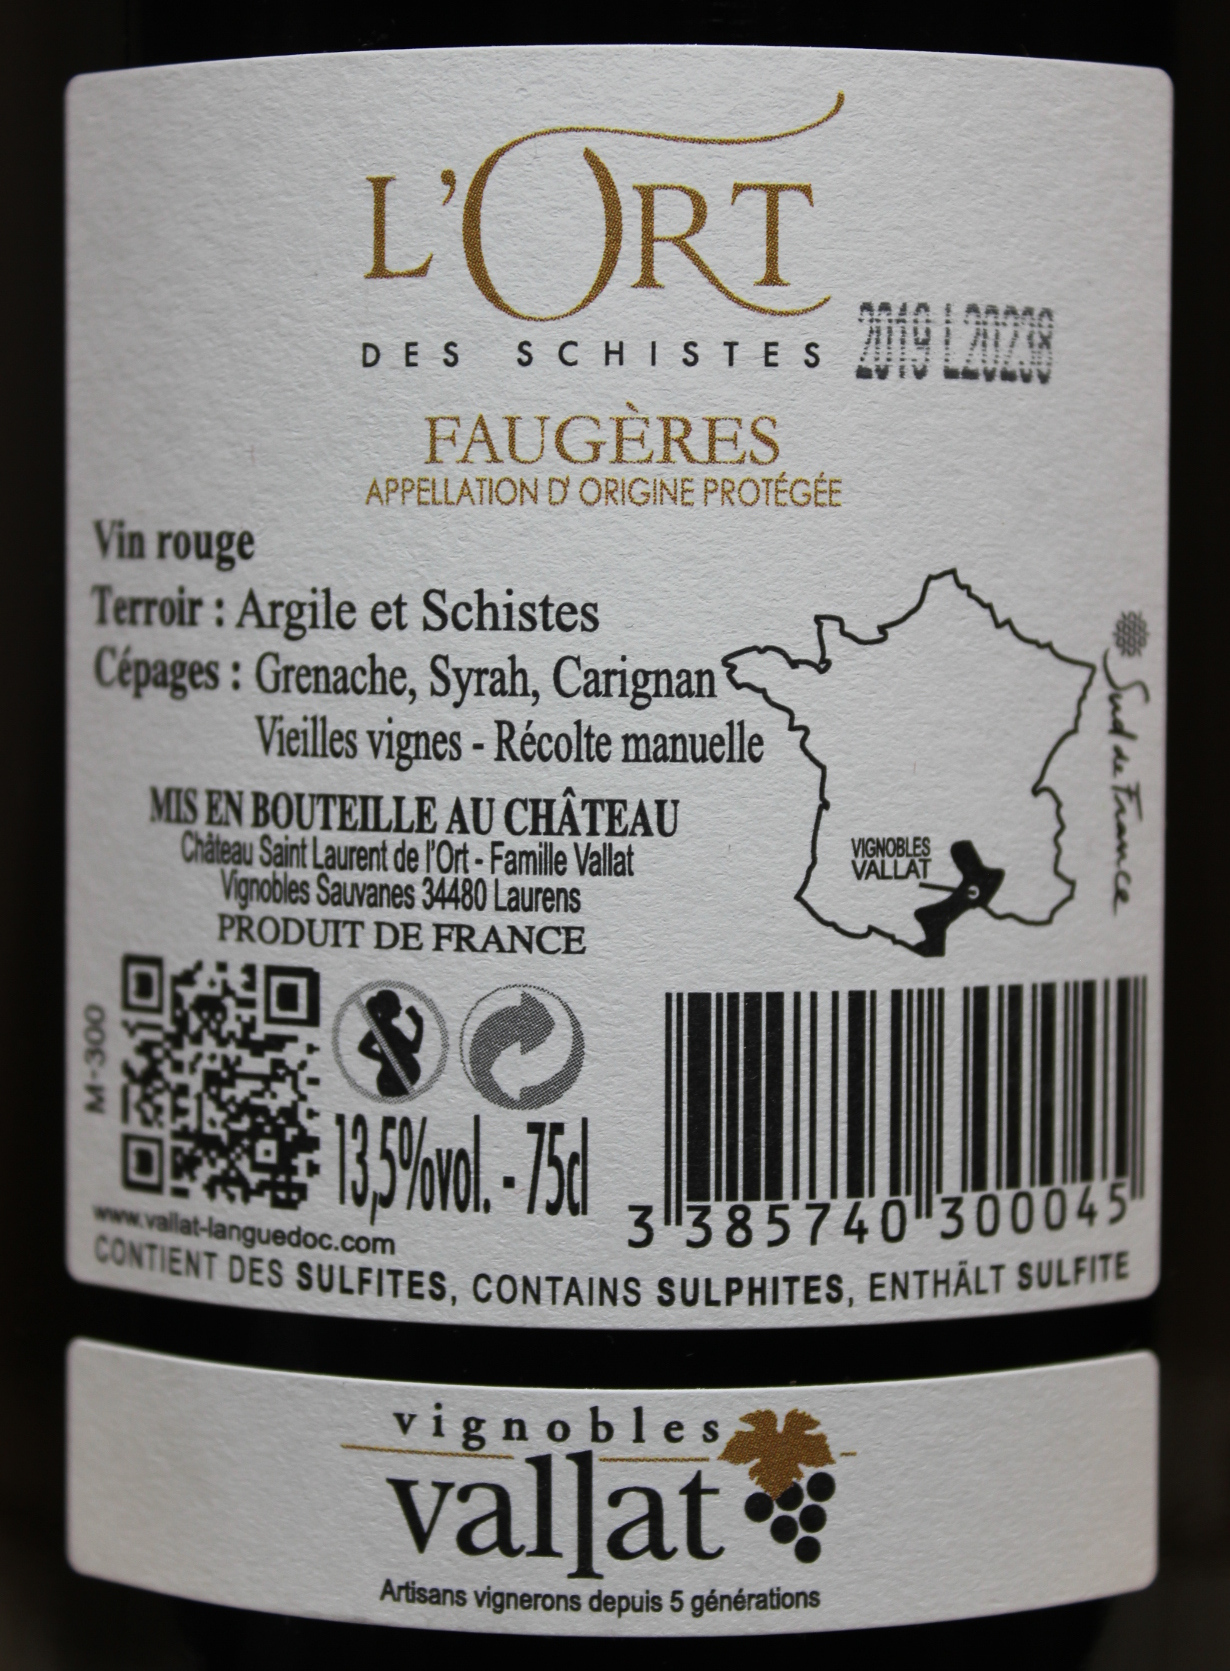 L'ORT
DES SCHISTES
2019 L20238
FAUGÈRES
APPELLATION D' ORIGINE PROTÉGÉE
Vin rouge
Terroir : Argile et Schistes
Cépages : Grenache, Syrah, Carignan
Vieilles vignes - Récolte manuelle
MIS EN BOUTEILLE AU CHÂTEAU
Château Saint Laurent de l'Ort - Famille Vallat
Vignobles Sauvanes 34480 Laurens
PRODUIT DE FRANCE
VIGNOBLES
VALLAT
Sud de France
M-300
13,5%vol. - 75cl
www.vallat-languedoc.com
3 385740 300045
CONTIENT DES SULFITES, CONTAINS SULPHITES, ENTHÄLT SULFITE
vignobles
vallat
Artisans vignerons depuis 5 générations